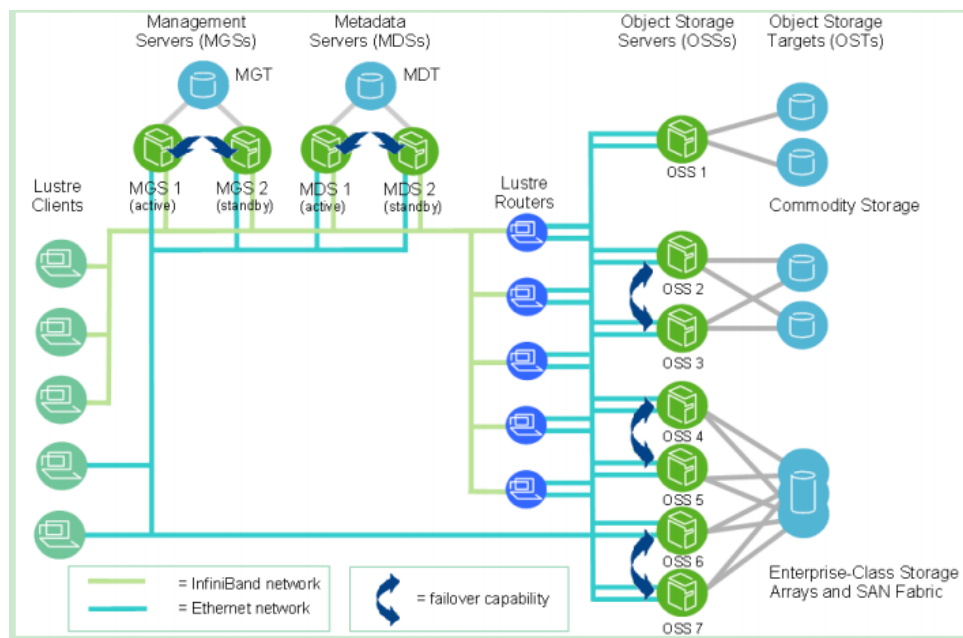 Management
Servers (MGSs)
Metadata
Servers (MDSs)
Object Storage
Servers (OSSs)
Object Storage
Targets (OSTs)
MGT
MDT
Lustre
Clients
MGS 1
(active)
MGS 2
(standby)
MDS 1
(active)
MDS 2
(standby)
Lustre
Routers
OSS 1
Commodity Storage
OSS 2
OSS 3
OSS 4
OSS 5
OSS 6
OSS 7
Enterprise-Class Storage
Arrays and SAN Fabric
= InfiniBand network
= Ethernet network
= failover capability